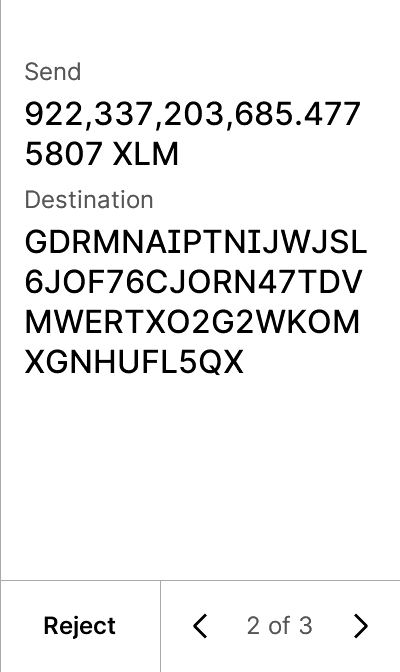 Send
922,337,203,685.477
5807 XLM
Destination
GDRMNAIPTNIJWJSL
6JOF76CJORN47TDV
MWERTXO2G2WKOM
XGNHUFL5QX
Reject
2 of 3